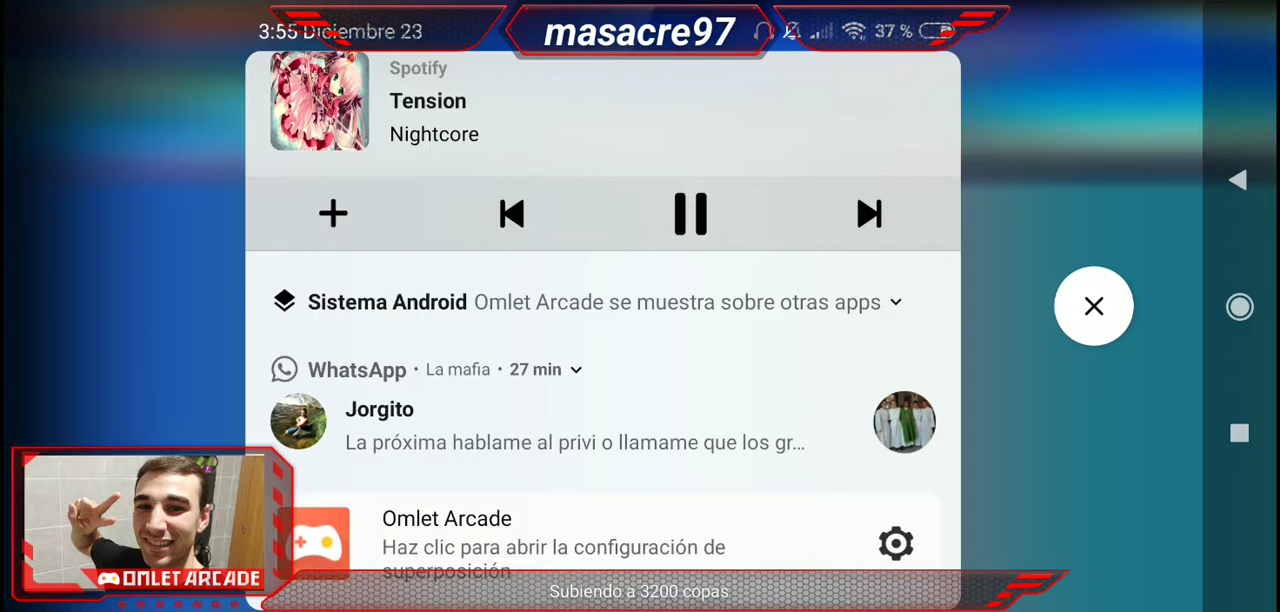 3:55 Diciembre 23
masacre97
37 %
Spotify
Tension
Nightcore
Sistema Android Omlet Arcade se muestra sobre otras apps
WhatsApp • La mafia • 27 min
Jorgito
La próxima hablame al privi o llamame que los gr...
Omlet Arcade
Haz clic para abrir la configuración de
superposición
OMLET ARCADE
Subiendo a 3200 copas